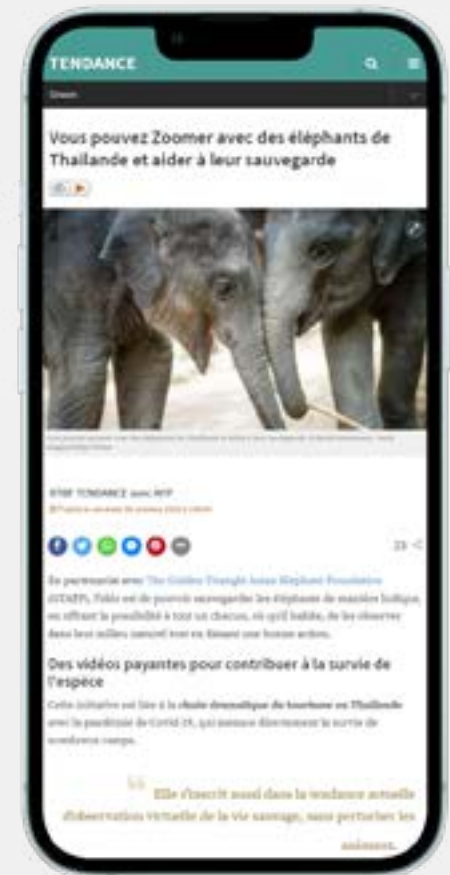 TENDANCE
Green
Vous pouvez Zoomer avec des éléphants de
Thaïlande et aider à leur sauvegarde
RTBF TENDANCE avec AFP
23
En partenariat avec The Golden Triangle Asian Elephant Foundation
(GTAEF), l'idée est de pouvoir sauvegarder les éléphants de manière ludique,
en offrant la possibilité à tout un chacun, où qu'il habite, de les observer
dans leur milieu naturel tout en faisant une bonne action.
Des vidéos payantes pour contribuer à la survie de
l'espèce
Cette initiative est liée à la chute dramatique du tourisme en Thaïlande
avec la pandémie de Covid-19, qui menace directement la survie de
nombreux camps.
Elle s'inscrit aussi dans la tendance actuelle
d'observation virtuelle de la vie sauvage, sans perturber les
animaux.